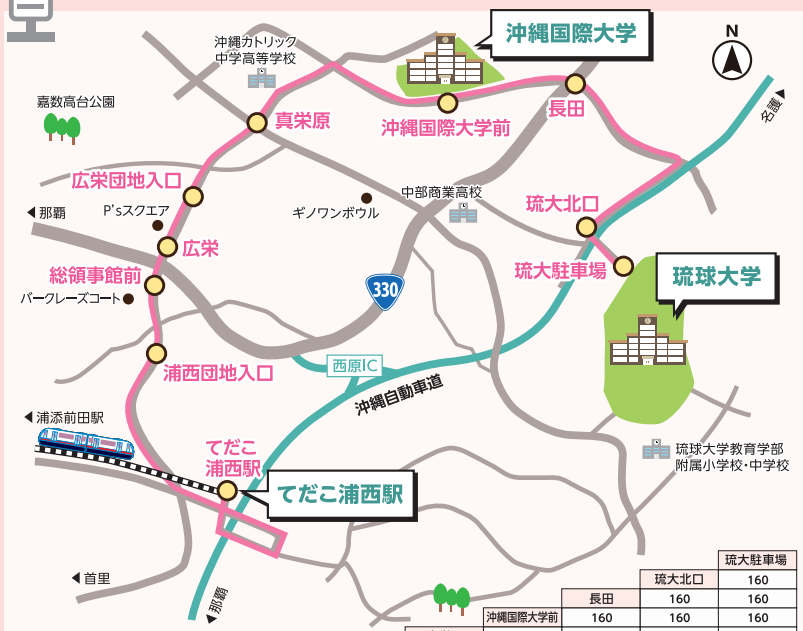 沖縄国際大学
N
沖縄カトリック
中学高等学校
名護
嘉数高台公園
長田
真栄原
沖縄国際大学前
広栄団地入口
中部商業高校
琉大北口
那覇
P'sスクエア
ギノワンボウル
広栄
琉大駐車場
琉球大学
総領事館前
330
バークレーズコート
西原IC
浦西団地入口
沖縄自動車道
浦添前田駅
てだこ
浦西駅
琉球大学教育学部
附属小学校・中学校
てだこ浦西駅
首里
那覇
琉大駐車場
琉大北口 160
長田 160 160
沖縄国際大学前 160 160 160